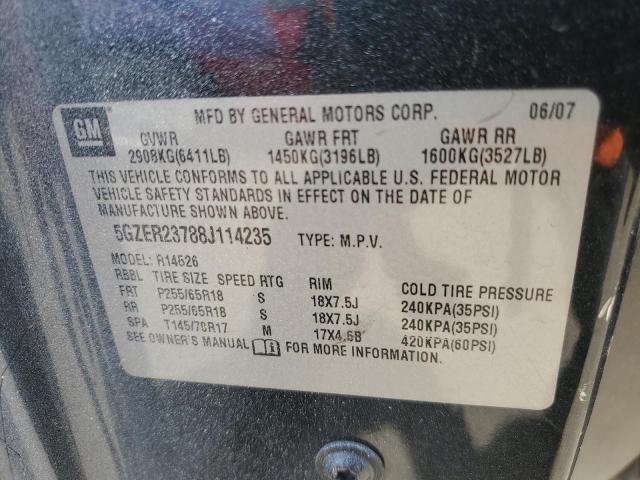 GM
MFD BY GENERAL MOTORS CORP. 06/07
GVWR GAWR FRT GAWR RR
2908KG(6411LB) 1450KG(3196LB) 1600KG(3527LB)
THIS VEHICLE CONFORMS TO ALL APPLICABLE U.S. FEDERAL MOTOR
VEHICLE SAFETY STANDARDS IN EFFECT ON THE DATE OF
MANUFACTURE SHOWN ABOVE.
5GZER23788J114235 TYPE: M.P.V.
MODEL: R14526
RBBL TIRE SIZE SPEED RTG RIM COLD TIRE PRESSURE
FRT P255/65R18 S 18X7.5J 240KPA(35PSI)
RR P255/65R18 S 18X7.5J 240KPA(35PSI)
SPA T145/70R17 M 17X4.5B 420KPA(60PSI)
SEE OWNER'S MANUAL FOR MORE INFORMATION.